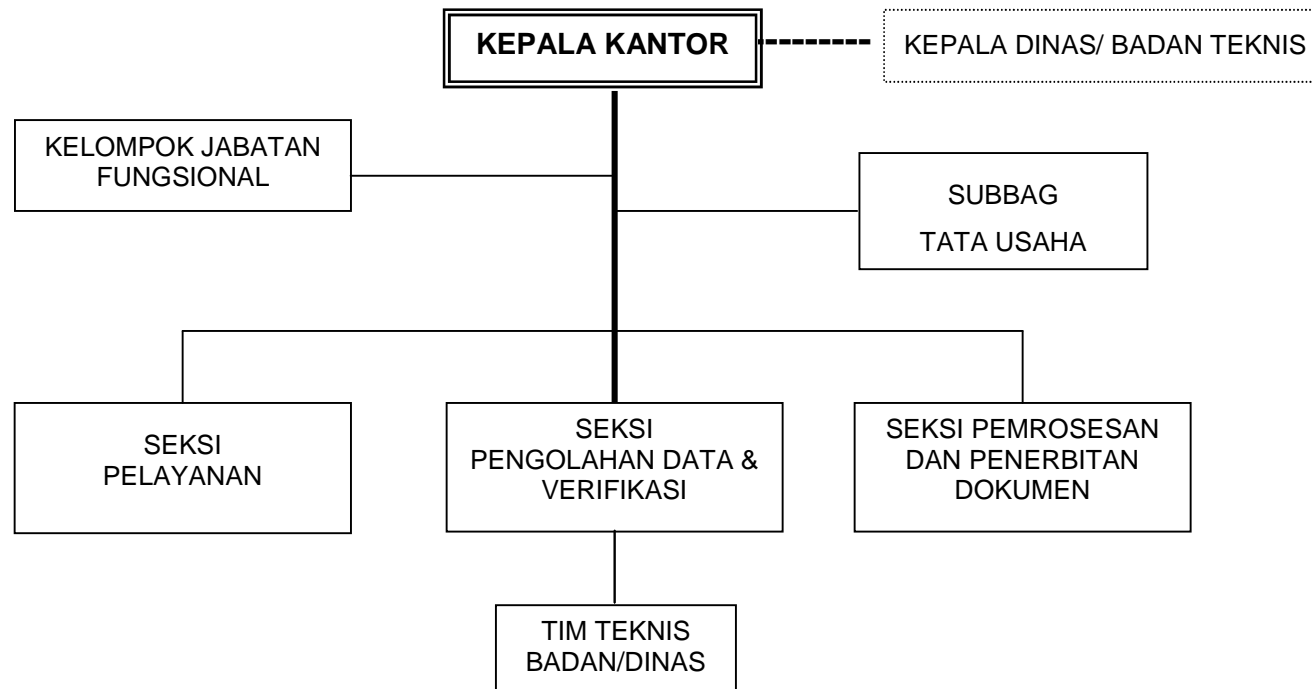 KEPALA KANTOR
KEPALA DINAS/ BADAN TEKNIS
KELOMPOK JABATAN
FUNGSIONAL
SUBBAG
TATA USAHA
SEKSI
PELAYANAN
SEKSI
PENGOLAHAN DATA &
VERIFIKASI
SEKSI PEMROSESAN
DAN PENERBITAN
DOKUMEN
TIM TEKNIS
BADAN/DINAS